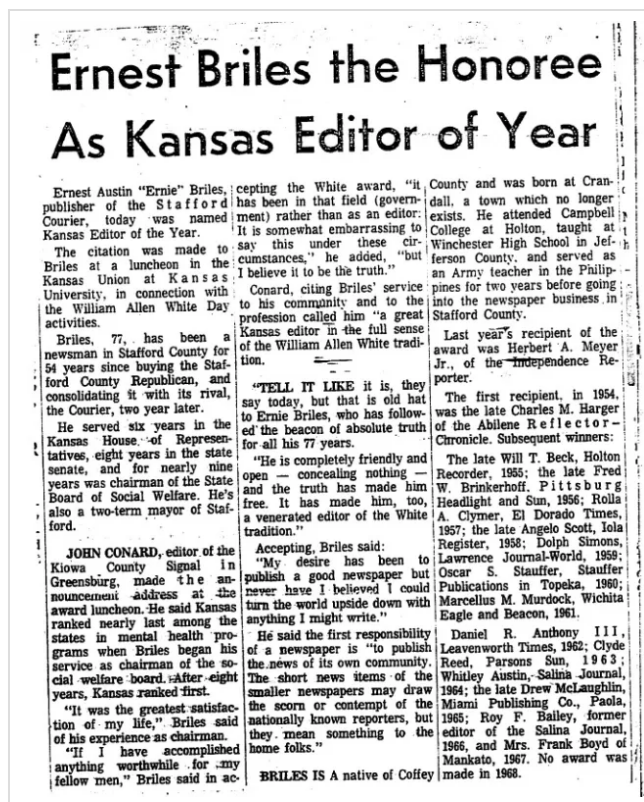 Ernest Briles the Honoree
As Kansas Editor of Year
Ernest Austin "Ernie" Briles,
publisher of the Stafford
Courier, today was named
Kansas Editor of the Year.
The citation was made to
Briles at a luncheon in the
Kansas Union at Kansas
University, in connection with
the William Allen White Day
activities.
Briles, 77, has been a
newsman in Stafford County for
54 years since buying the Staf-
ford County Republican, and
consolidating it with its rival,
the Courier, two year later.
He served six years in the
Kansas House of Represen-
tatives, eight years in the state
senate, and for nearly nine
years was chairman of the State
Board of Social Welfare. He's
also a two-term mayor of Staf-
ford.
JOHN CONARD, editor of the
Kiowa County Signal in
Greensburg, made the an-
nouncement address at the
award luncheon. He said Kansas
ranked nearly last among the
states in mental health pro-
grams when Briles began his
service as chairman of the so-
cial welfare board. After eight
years, Kansas ranked first.
"It was the greatest satisfac-
tion of my life," Briles said
of his experience as chairman.
"If I have accomplished
anything worthwhile for my
fellow men," Briles said in ac-
cepting the White award, "it
has been in that field (govern-
ment) rather than as an editor.
It is somewhat embarrassing to
say this under these cir-
cumstances," he added, "but
I believe it to be the truth."
Conard, citing Briles' service
to his community and to the
profession called him "a great
Kansas editor in the full sense
of the William Allen White tradi-
tion.
"TELL IT LIKE it is, they
say today, but that is old hat
to Ernie Briles, who has follow-
ed the beacon of absolute truth
for all his 77 years.
"He is completely friendly and
open — concealing nothing —
and the truth has made him
free. It has made him, too,
a venerated editor of the White
tradition."
Accepting, Briles said:
"My desire has been to
publish a good newspaper but
never have I believed I could
turn the world upside down with
anything I might write."
He said the first responsibility
of a newspaper is "to publish
the news of its own community.
The short news items of the
smaller newspapers may draw
the scorn or contempt of the
nationally known reporters, but
they mean something to the
home folks."
BRILES IS A native of Coffey
County and was born at Cran-
dall, a town which no longer
exists. He attended Campbell
College at Holton, taught at
Winchester High School in Jef-
ferson County, and served as
an Army teacher in the Philip-
pines for two years before going
into the newspaper business in
Stafford County.
Last year's recipient of the
award was Herbert A. Meyer
Jr., of the Independence Re-
porter.
The first recipient, in 1954,
was the late Charles M. Harger
of the Abilene Reflector-
Chronicle. Subsequent winners:
The late Will T. Beck, Holton
Recorder, 1955; the late Fred
W. Brinkerhoff, Pittsburg
Headlight and Sun, 1956; Rolla
A. Clymer, El Dorado Times,
1957; the late Angelo Scott, Iola
Register, 1958; Dolph Simons,
Lawrence Journal-World, 1959;
Oscar S. Stauffer, Stauffer
Publications in Topeka, 1960;
Marcellus M. Murdock, Wichita
Eagle and Beacon, 1961.
Daniel R. Anthony III,
Leavenworth Times, 1962; Clyde
Reed, Parsons Sun, 1963;
Whitley Austin, Salina Journal,
1964; the late Drew McLaughlin,
Miami Publishing Co., Paola,
1965; Roy F. Bailey, former
editor of the Salina Journal,
1966, and Mrs. Frank Boyd of
Mankato, 1967. No award was
made in 1968.